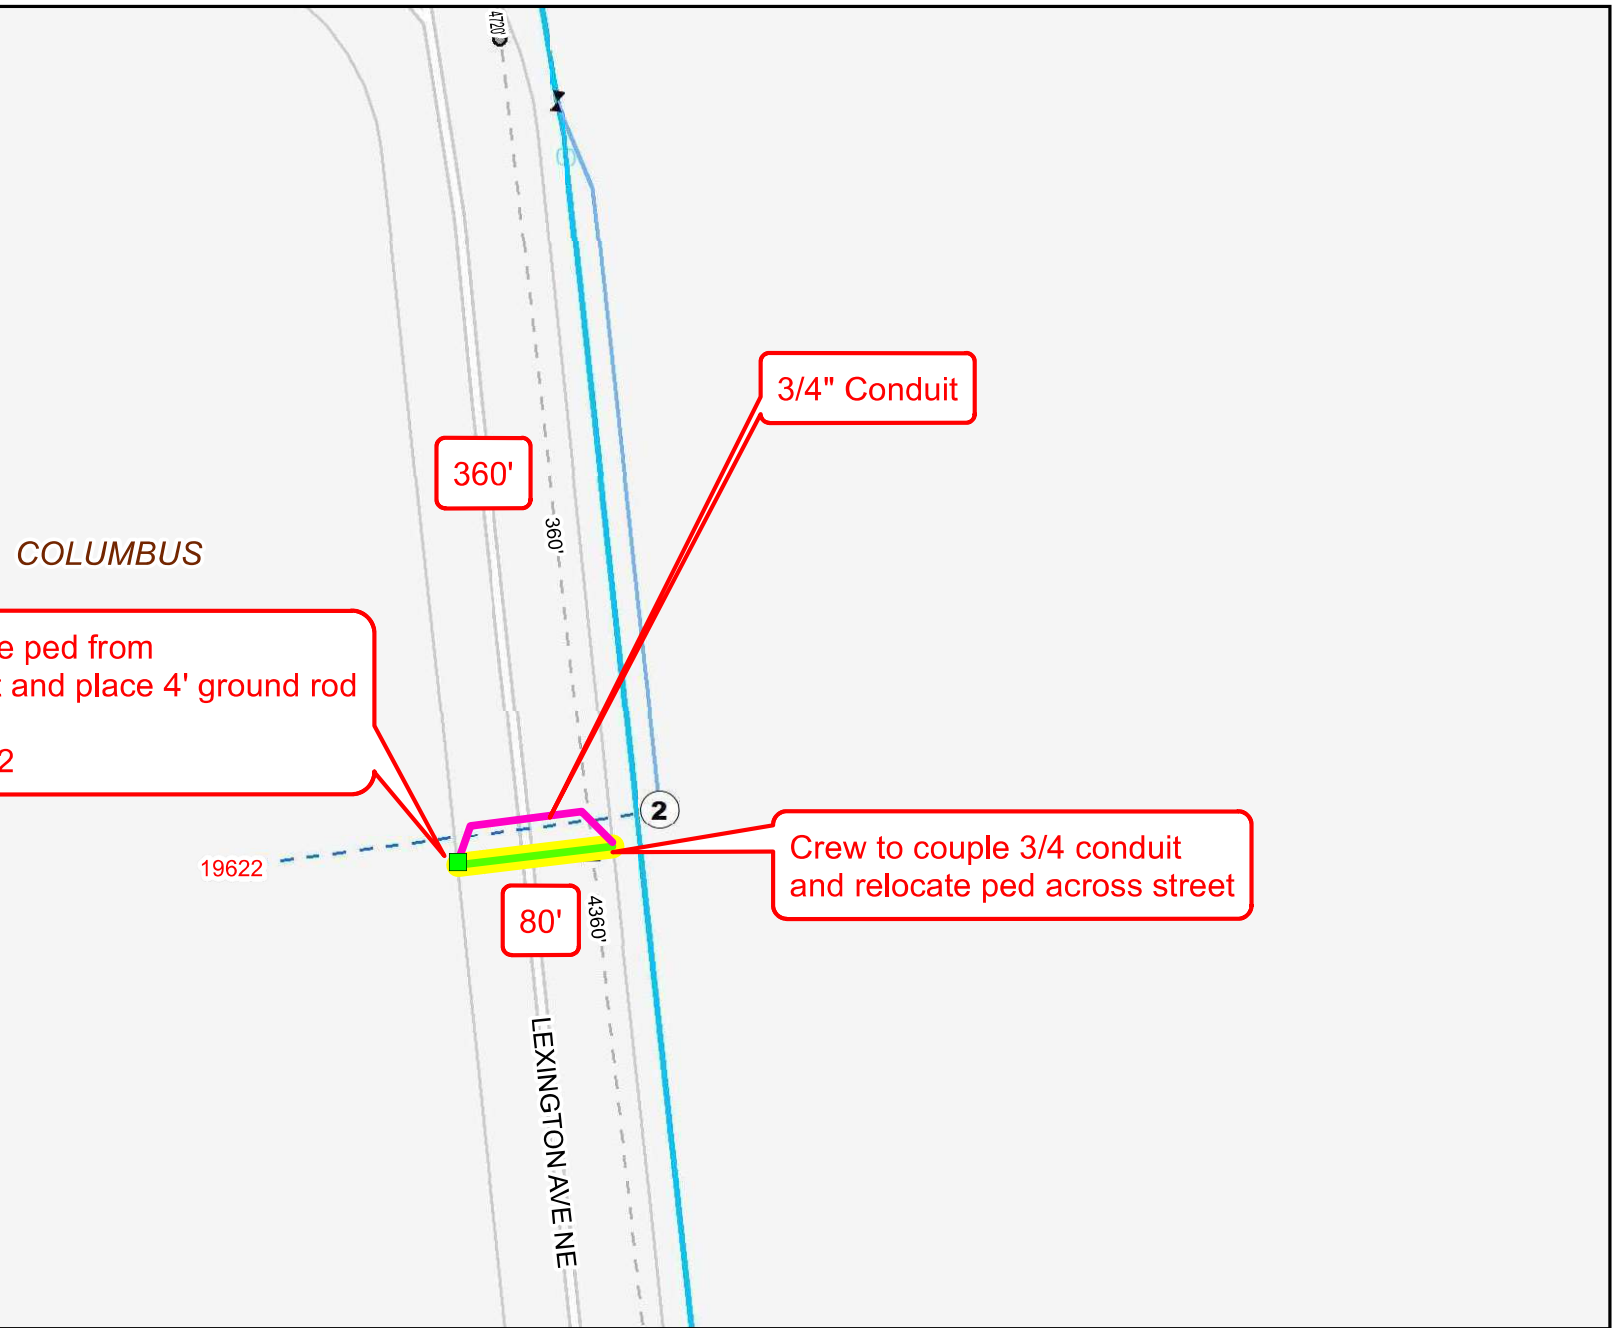 4720'
3/4" Conduit
360'
360'
COLUMBUS
e ped from
and place 4' ground rod
2
2
19622
Crew to couple 3/4 conduit
and relocate ped across street
80'
4360'
LEXINGTON AVE NE